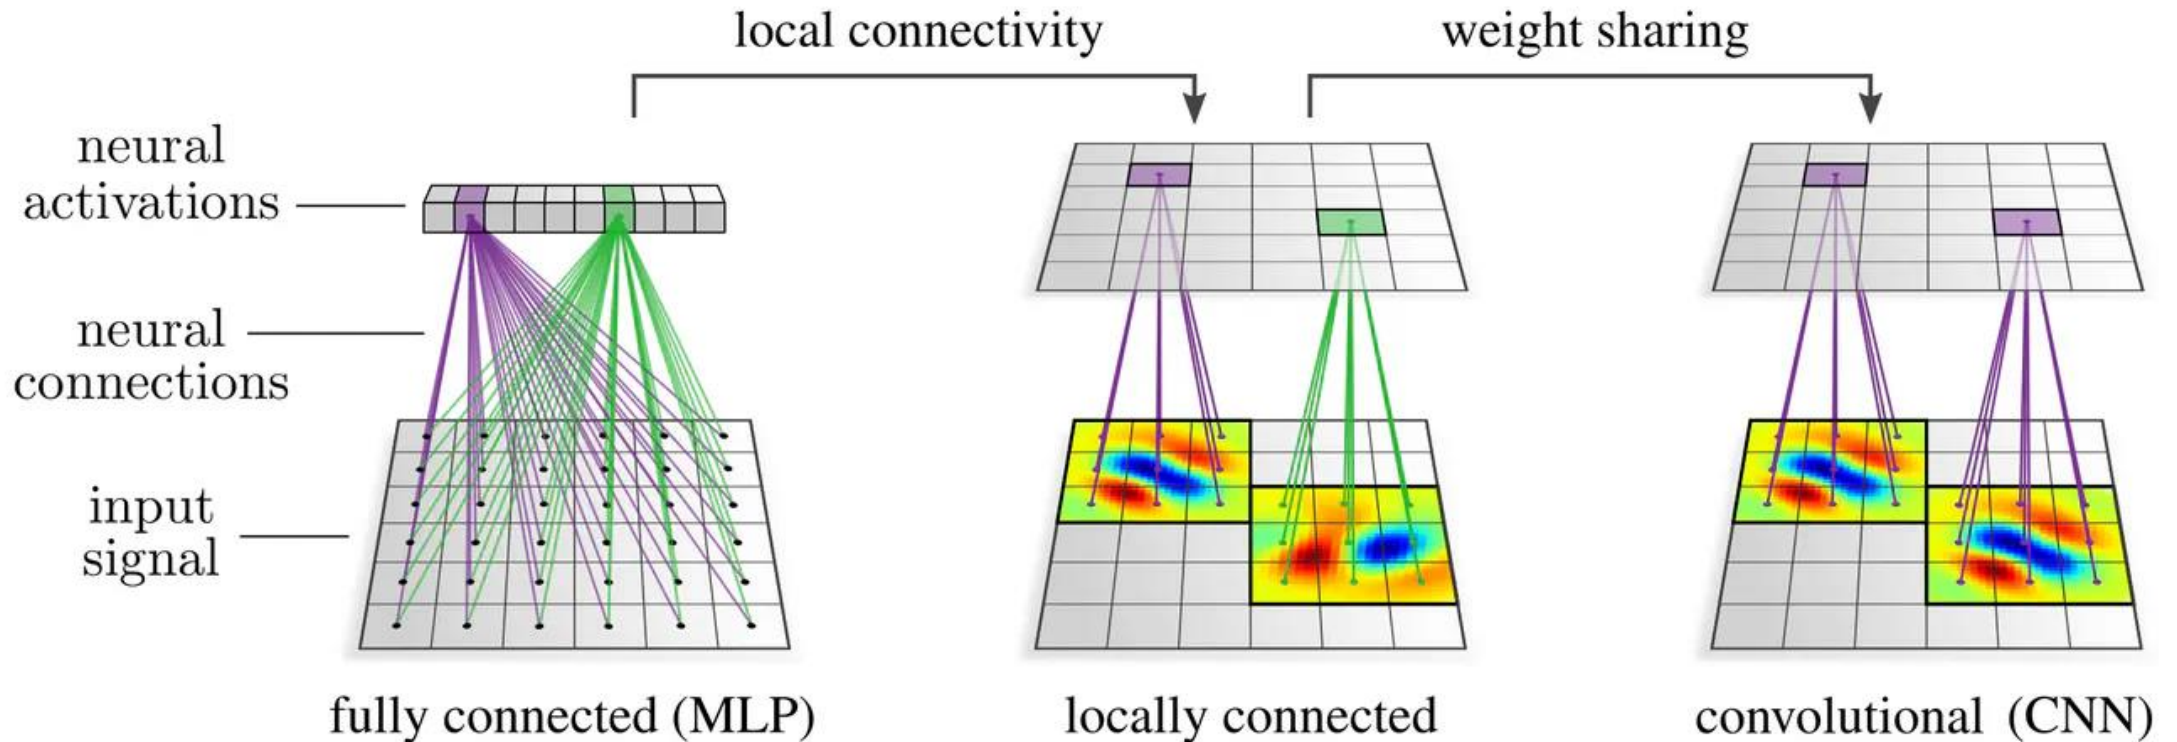 local connectivity
weight sharing
neural
activations
neural
connections
input
signal
fully connected (MLP)
locally connected
convolutional (CNN)